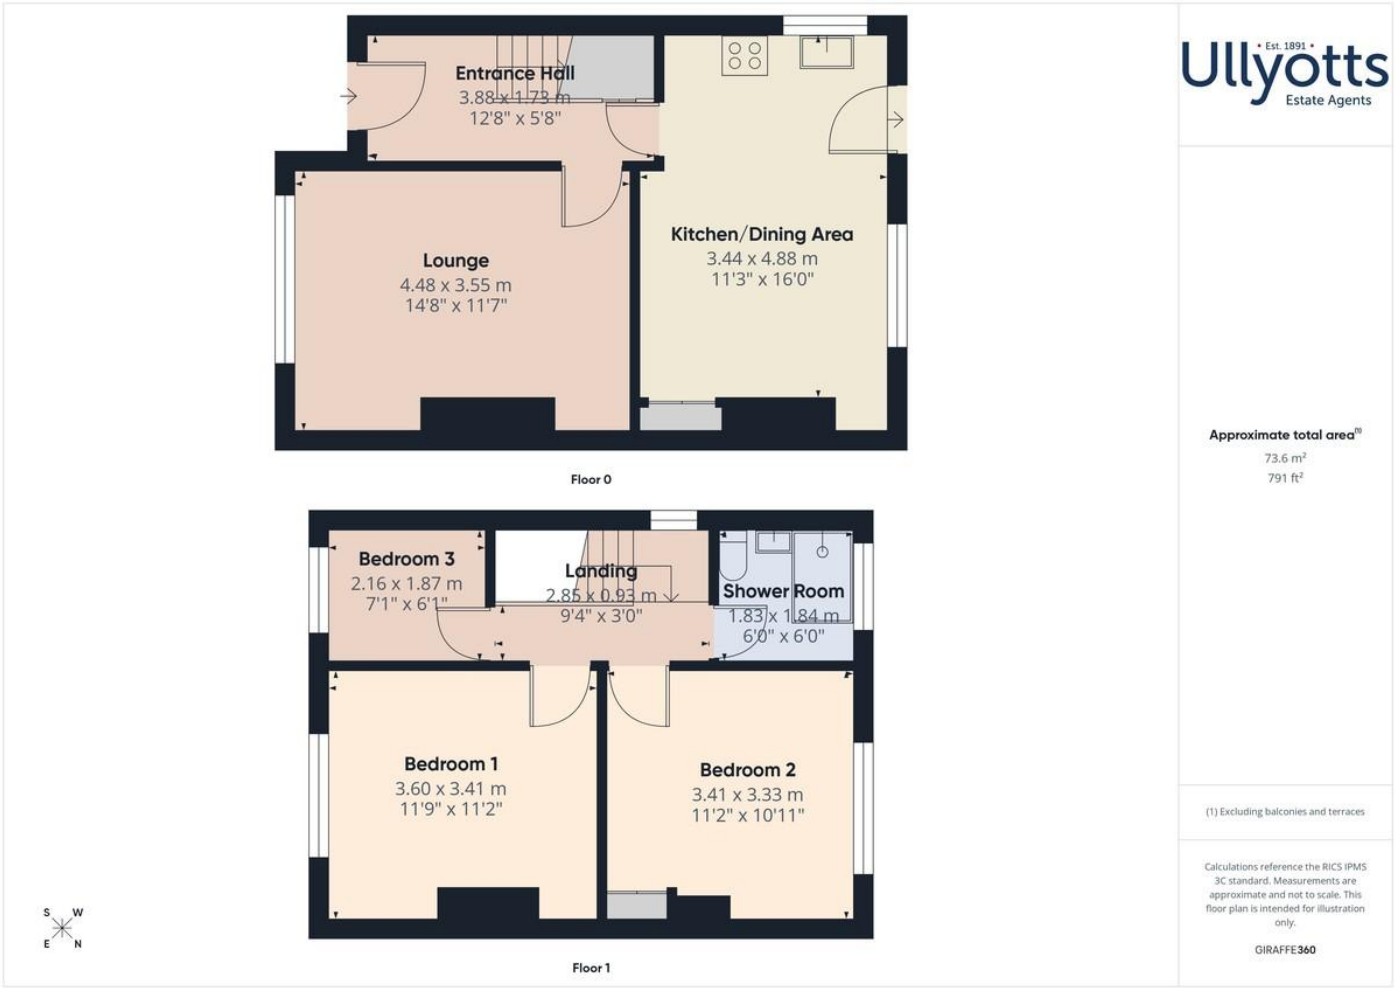 Entrance Hall
3.88 x 1.73 m
12'8" x 5'8"
Lounge
4.48 x 3.55 m
14'8" x 11'7"
Kitchen/Dining Area
3.44 x 4.88 m
11'3" x 16'0"
Floor 0
Bedroom 3
2.16 x 1.87 m
7'1" x 6'1"
Landing
2.85 x 0.93 m
9'4" x 3'0"
Shower Room
1.83 x 1.84 m
6'0" x 6'0"
Bedroom 1
3.60 x 3.41 m
11'9" x 11'2"
Bedroom 2
3.41 x 3.33 m
11'2" x 10'11"
Floor 1
S W
E N
• Est. 1891 •
Ullyotts
Estate Agents
Approximate total area(1)
73.6 m²
791 ft²
(1) Excluding balconies and terraces
Calculations reference the RICS IPMS
3C standard. Measurements are
approximate and not to scale. This
floor plan is intended for illustration
only.
GIRAFFE360